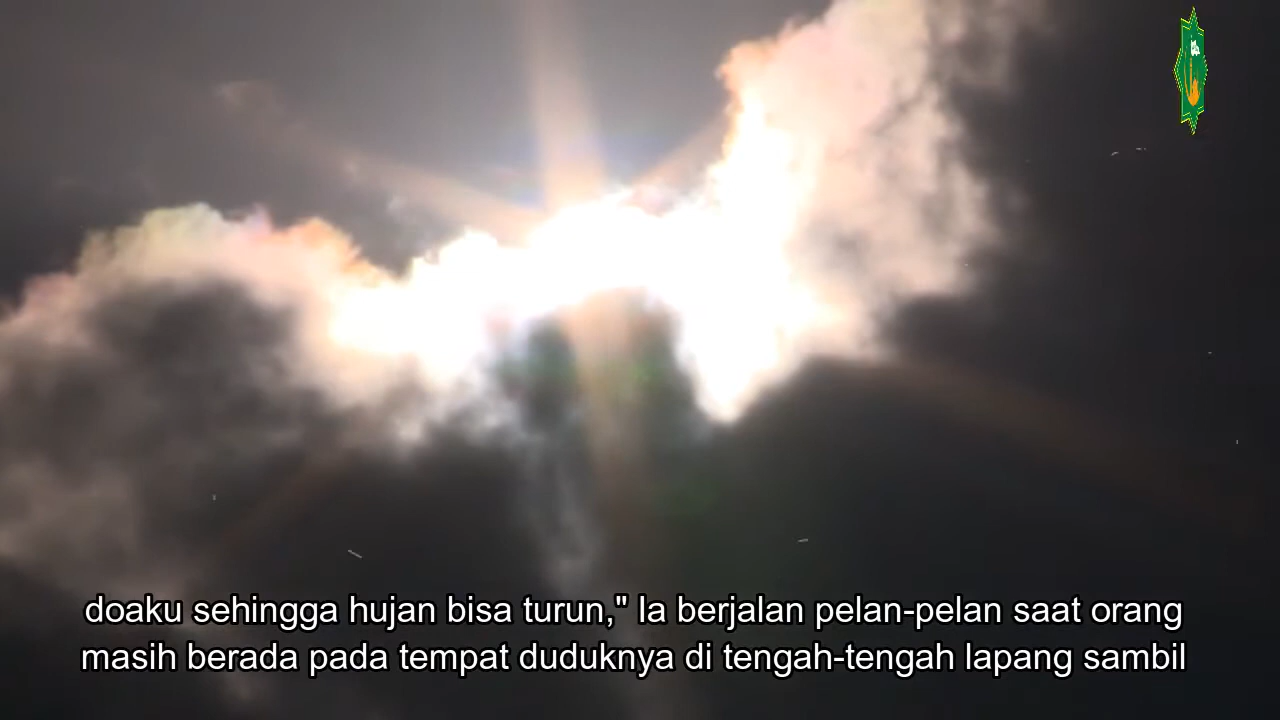 doaku sehingga hujan bisa turun," Ia berjalan pelan-pelan saat orang
masih berada pada tempat duduknya di tengah-tengah lapang sambil